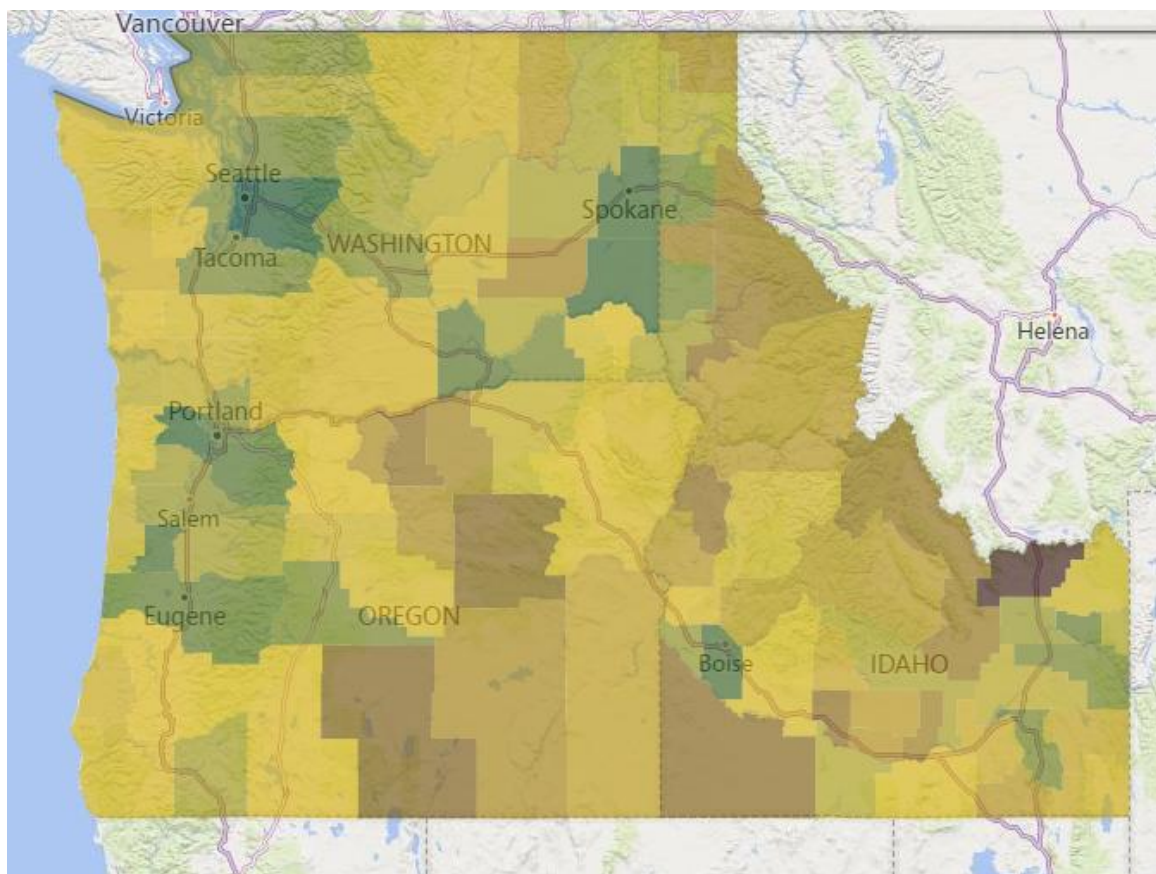 Vancouver
Victoria
Seattle
Spokane
WASHINGTON
Tacoma
Helena
Portland
Salem
Eugene
OREGON
Boise
IDAHO